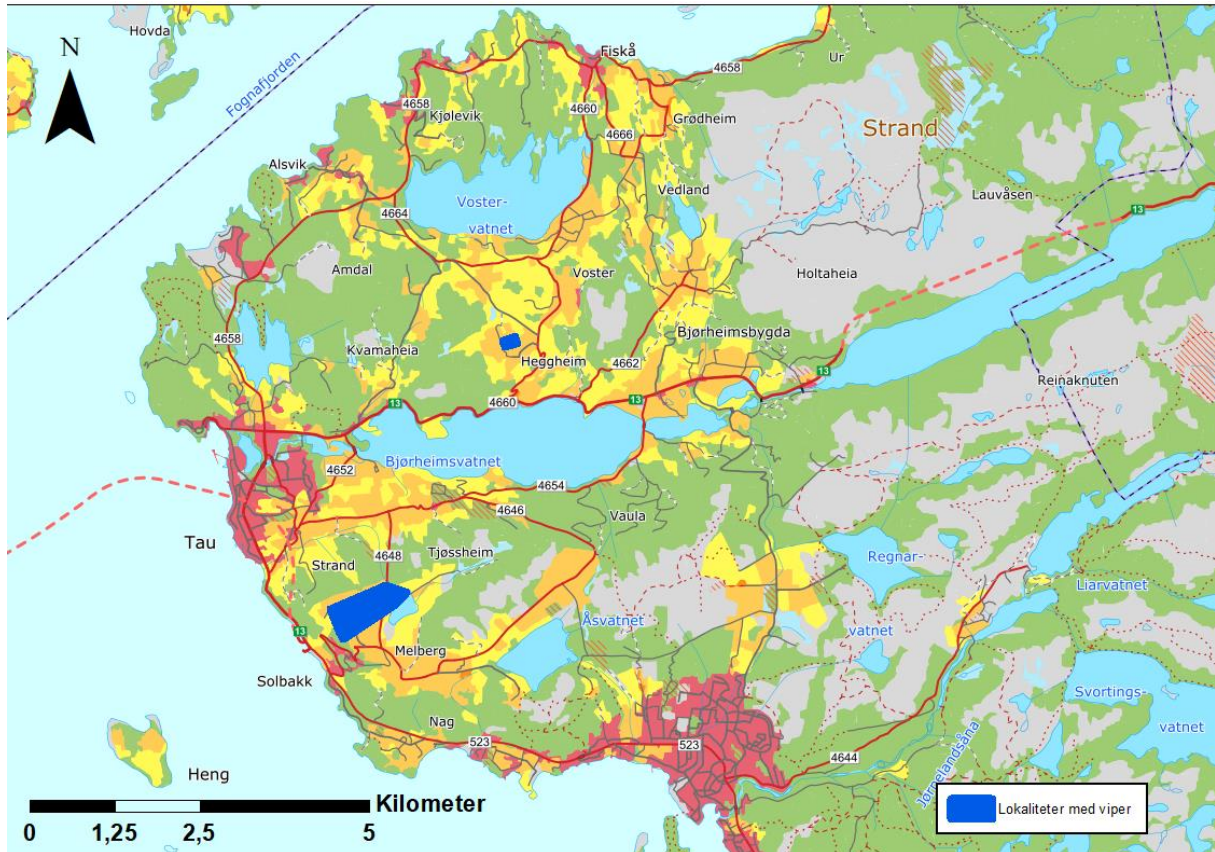 Hovda
N
Fognafjorden
Fiskå
Ur
4658
4658
4660
Kjølevik
4666
Grødheim
Strand
Alsvik
Vedland
Lauvåsen
Voster-
vatnet
4664
13
Amdal
Voster
Holtaheia
4658
Kvamaheia
Heggheim
Bjørheimsbygda
4662
13
Reinaknuten
13
4660
13
Bjørheimsvatnet
4652
4654
4646
Vaula
Tau
4648
Tjøssheim
Strand
Regnar-
vatnet
Liarvatnet
Åsvatnet
13
Melberg
Solbakk
Svortings-
vatnet
Nag
523
523
4644
Jørpelandsåna
Heng
Kilometer
0 1,25 2,5 5
Lokaliteter med viper